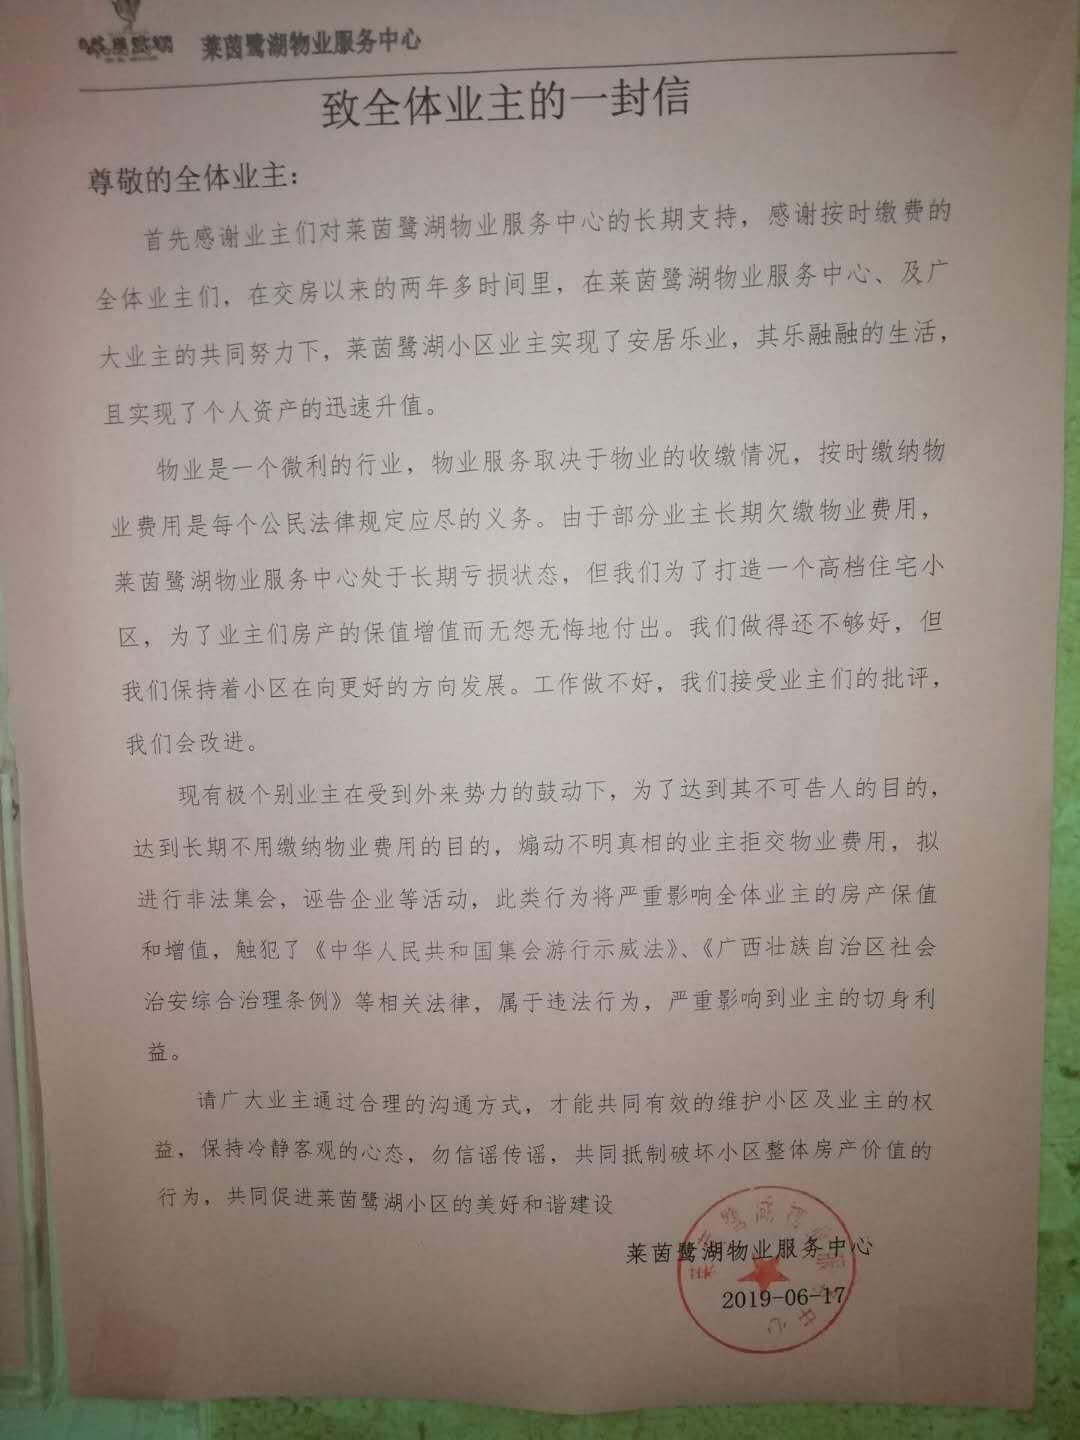 莱茵鹭湖物业服务中心
致全体业主的一封信
尊敬的全体业主：
首先感谢业主们对莱茵鹭湖物业服务中心的长期支持，感谢按时缴费的
全体业主们，在交房以来的两年多时间里，在莱茵鹭湖物业服务中心、及广
大业主的共同努力下，莱茵鹭湖小区业主实现了安居乐业，其乐融融的生活，
且实现了个人资产的迅速升值。
物业是一个微利的行业，物业服务取决于物业的收缴情况，按时缴纳物
业费用是每个公民法律规定应尽的义务。由于部分业主长期欠缴物业费用，
莱茵鹭湖物业服务中心处于长期亏损状态，但我们为了打造一个高档住宅小
区，为了业主们房产的保值增值而无怨无悔地付出。我们做得还不够好，但
我们保持着小区在向更好的方向发展。工作做不好，我们接受业主们的批评，
我们会改进。
现有极个别业主在受到外来势力的鼓动下，为了达到其不可告人的目的，
达到长期不用缴纳物业费用的目的，煽动不明真相的业主拒交物业费用，拟
进行非法集会，诬告企业等活动，此类行为将严重影响全体业主的房产保值
和增值，触犯了《中华人民共和国集会游行示威法》、《广西壮族自治区社会
治安综合治理条例》等相关法律，属于违法行为，严重影响到业主的切身利
益。
请广大业主通过合理的沟通方式，才能共同有效的维护小区及业主的权
益，保持冷静客观的心态，勿信谣传谣，共同抵制破坏小区整体房产价值的
行为，共同促进莱茵鹭湖小区的美好和谐建设
莱茵鹭湖物业服务中心
2019-06-17